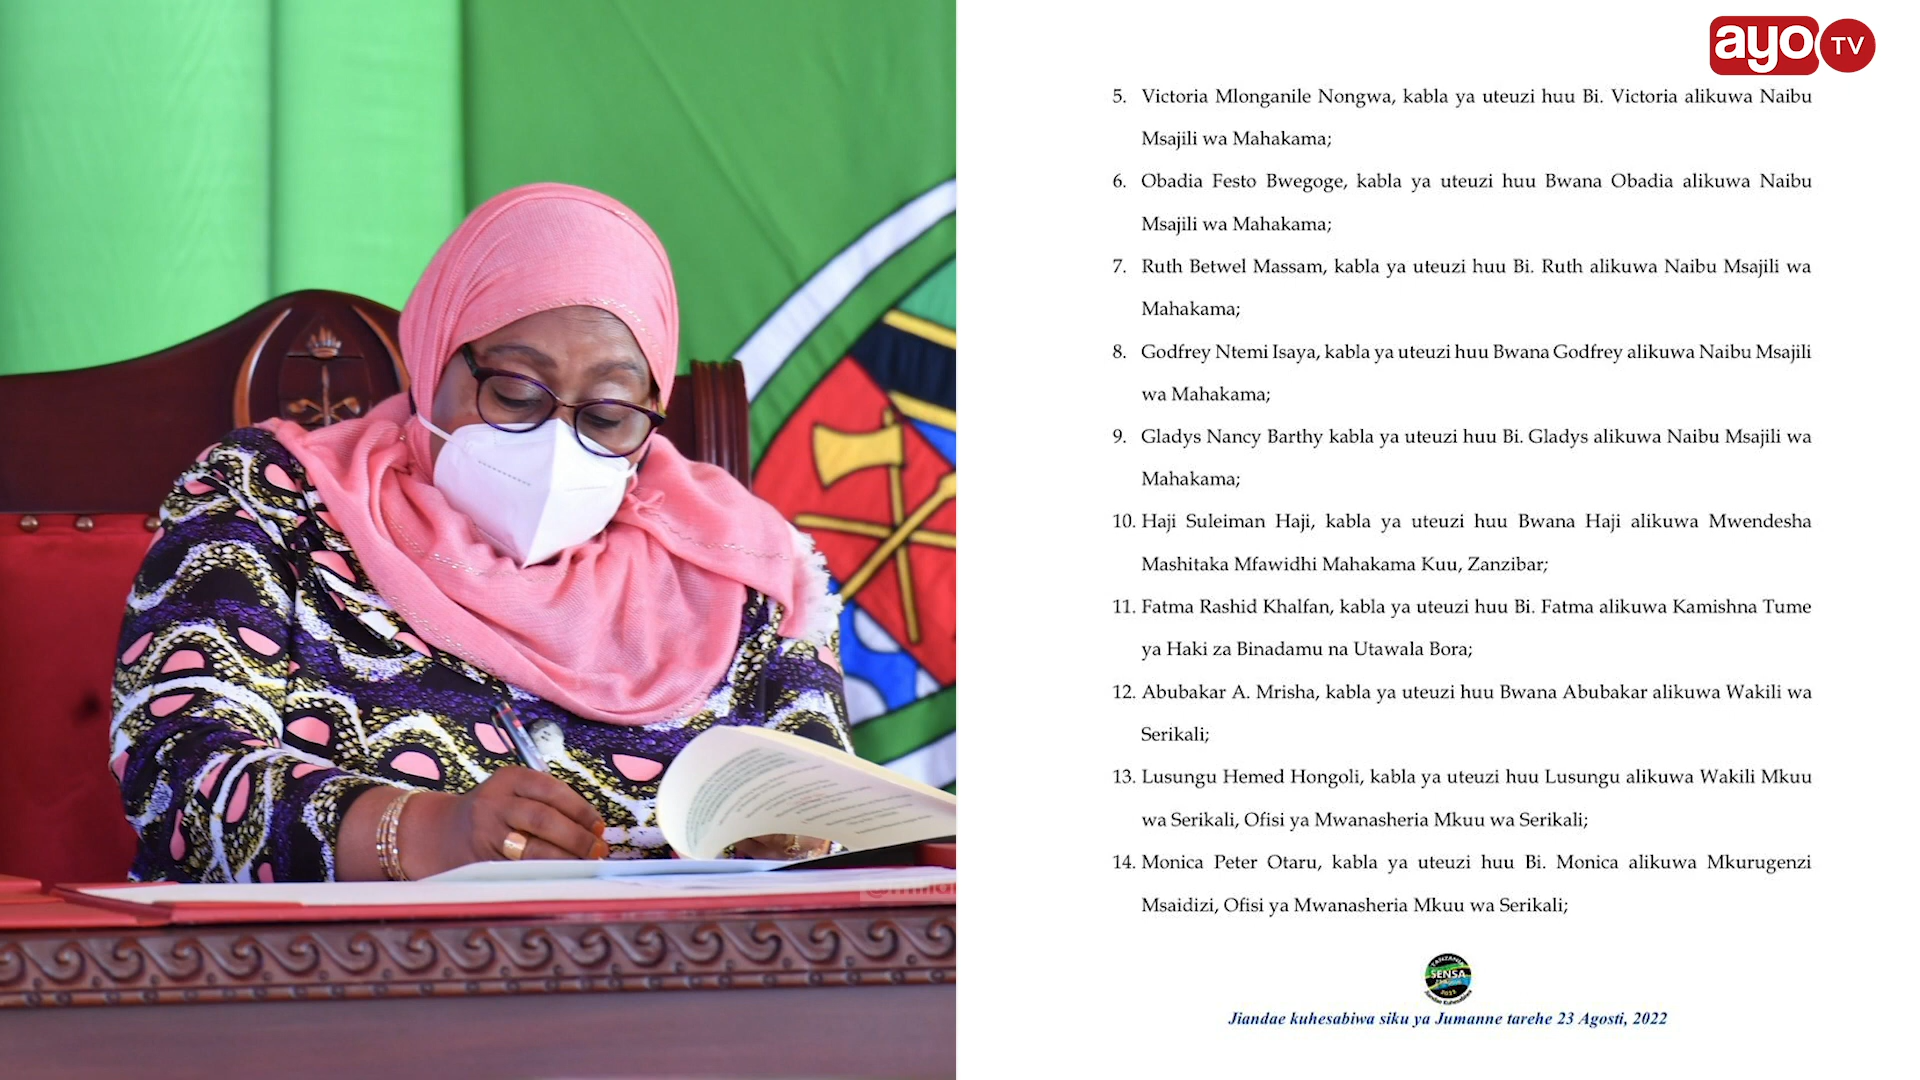 ayo TV
5. Victoria Mlonganile Nongwa, kabla ya uteuzi huu Bi. Victoria alikuwa Naibu
Msajili wa Mahakama;
6. Obadia Festo Bwegoge, kabla ya uteuzi huu Bwana Obadia alikuwa Naibu
Msajili wa Mahakama;
7. Ruth Betwel Massam, kabla ya uteuzi huu Bi. Ruth alikuwa Naibu Msajili wa
Mahakama;
8. Godfrey Ntemi Isaya, kabla ya uteuzi huu Bwana Godfrey alikuwa Naibu Msajili
wa Mahakama;
9. Gladys Nancy Barthy kabla ya uteuzi huu Bi. Gladys alikuwa Naibu Msajili wa
Mahakama;
10. Haji Suleiman Haji, kabla ya uteuzi huu Bwana Haji alikuwa Mwendesha
Mashitaka Mfawidhi Mahakama Kuu, Zanzibar;
11. Fatma Rashid Khalfan, kabla ya uteuzi huu Bi. Fatma alikuwa Kamishna Tume
ya Haki za Binadamu na Utawala Bora;
12. Abubakar A. Mrisha, kabla ya uteuzi huu Bwana Abubakar alikuwa Wakili wa
Serikali;
13. Lusungu Hemed Hongoli, kabla ya uteuzi huu Lusungu alikuwa Wakili Mkuu
wa Serikali, Ofisi ya Mwanasheria Mkuu wa Serikali;
14. Monica Peter Otaru, kabla ya uteuzi huu Bi. Monica alikuwa Mkurugenzi
Msaidizi, Ofisi ya Mwanasheria Mkuu wa Serikali;
TANZANIA
SENSA
2022
Jiandae Kuhesabiwa
Jiandae kuhesabiwa siku ya Jumanne tarehe 23 Agosti, 2022